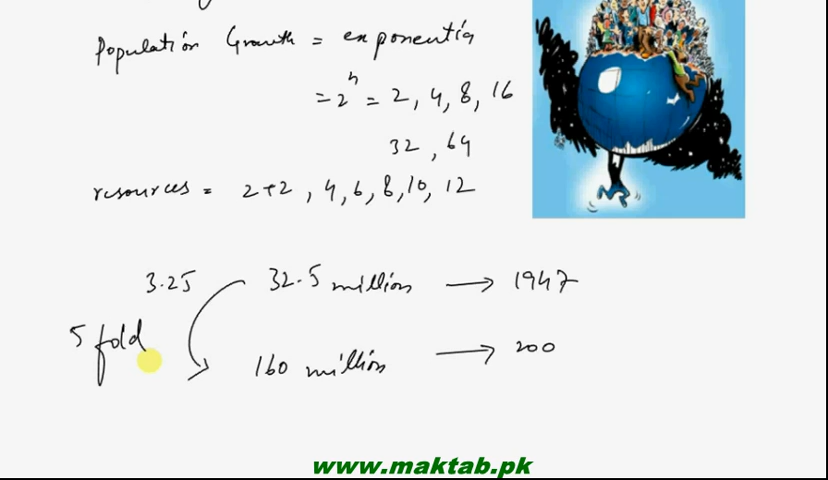 Population Growth = exponentia
= 2^n = 2, 4, 8, 16
32, 64
resources = 2+2, 4, 6, 8, 10, 12
3.25 32.5 million → 1947
5 fold
160 million → 200
www.maktab.pk